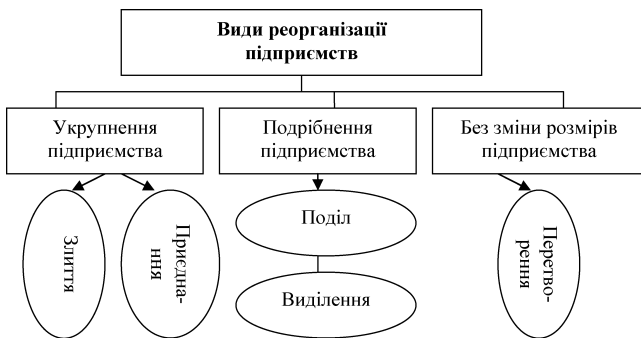 Види реорганізації
підприємств
Укрупнення
підприємства
Подрібнення
підприємства
Без зміни розмірів
підприємства
Злиття
Приєдна-
ння
Поділ
Виділення
Перетво-
рення